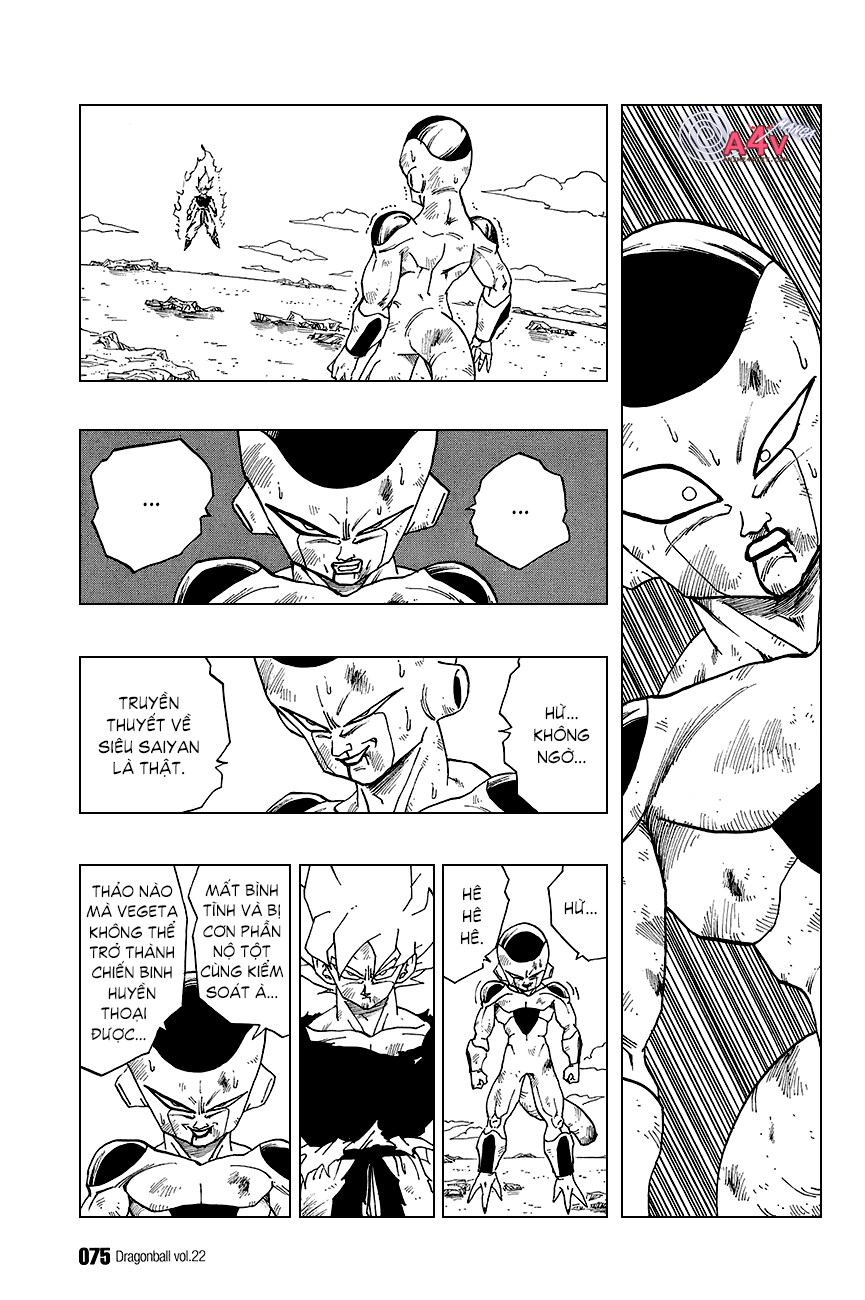 A4V
...
...
HỪ...
KHÔNG
NGỜ...
TRUYỀN
THUYẾT VỀ
SIÊU SAIYAN
LÀ THẬT.
HỪ...
HÊ
HÊ
HÊ.
MẤT BÌNH
TĨNH VÀ BỊ
CƠN PHẪN
NỘ TỘT
CÙNG KIỂM
SOÁT À...
THẢO NÀO
MÀ VEGETA
KHÔNG THỂ
TRỞ THÀNH
CHIẾN BINH
HUYỀN
THOẠI
ĐƯỢC...
075 Dragonball vol.22